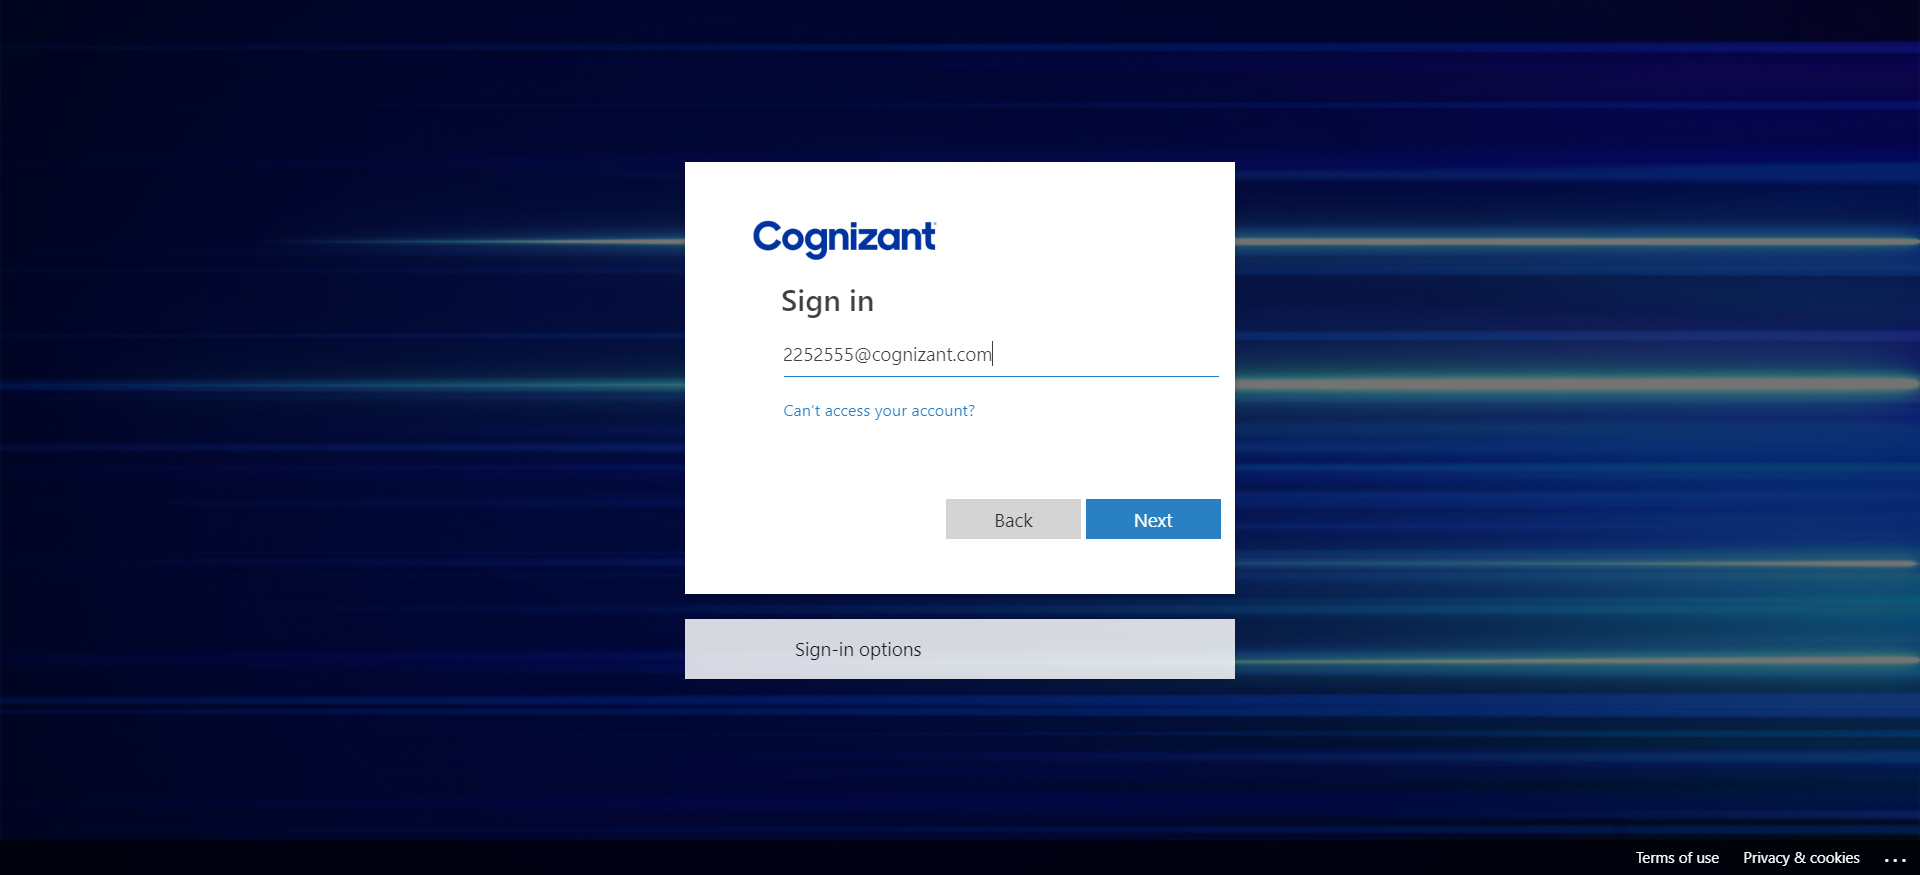 Cognizant
Sign in
2252555@cognizant.com
Can't access your account?
Back
Next
Sign-in options
Terms of use
Privacy & cookies
...